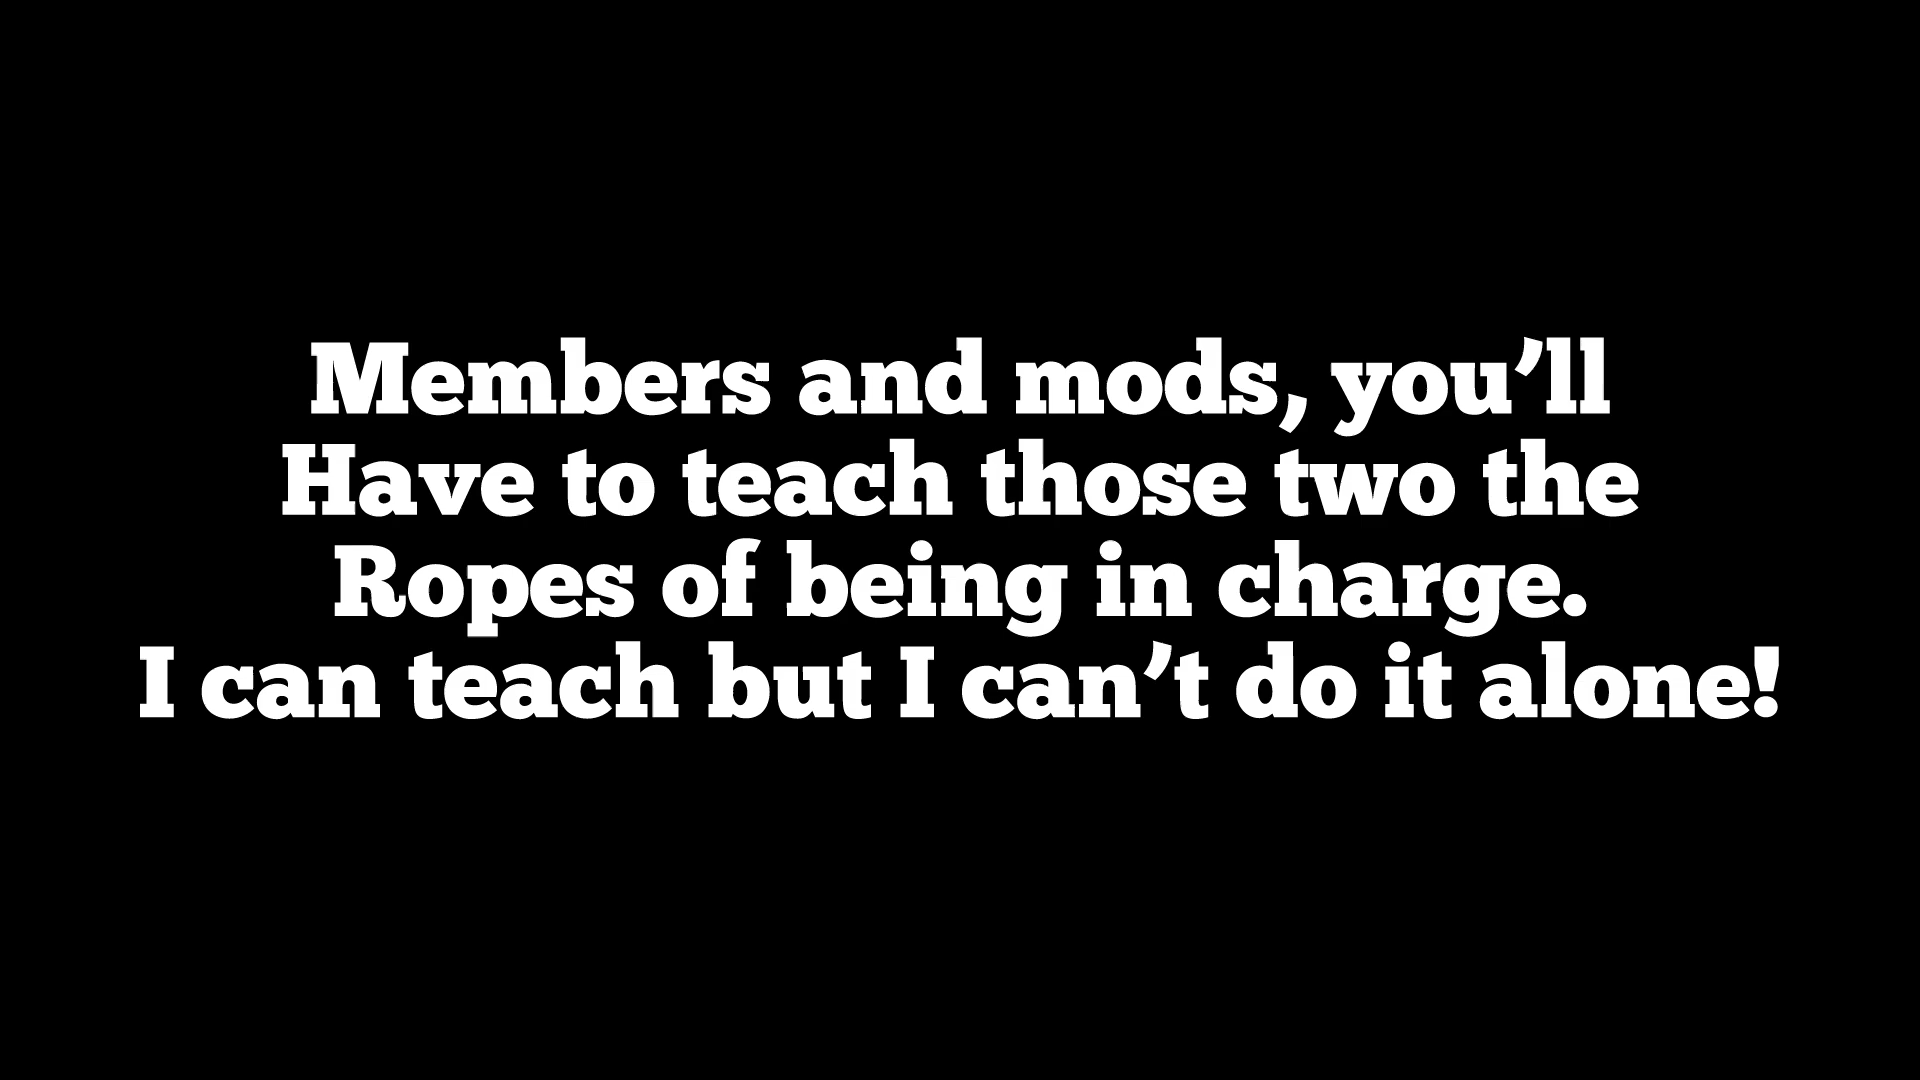 Members and mods, you’ll
Have to teach those two the
Ropes of being in charge.
I can teach but I can’t do it alone!